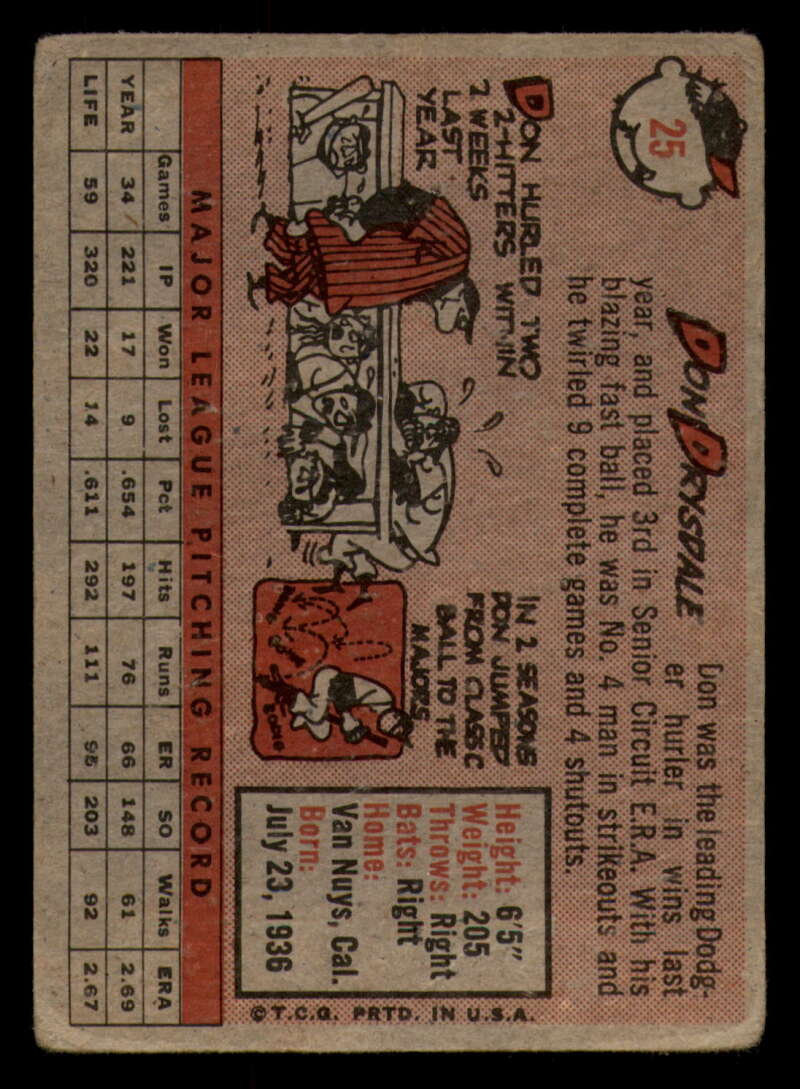 25
DON DRYSDALE
Don was the leading Dodg-
er hurler in wins last
year, and placed 3rd in Senior Circuit E.R.A. With his
blazing fast ball, he was No. 4 man in strikeouts and
he twirled 9 complete games and 4 shutouts.
DON HURLED TWO
2-HITTERS WITHIN
2 WEEKS
LAST
YEAR
IN 2 SEASONS
DON JUMPED
FROM CLASS C
BALL TO THE
MAJORS
Height: 6'5"
Weight: 205
Throws: Right
Bats: Right
Home:
Van Nuys, Cal.
Born:
July 23, 1936
© T.C.G. PRTD. IN U.S.A.
MAJOR LEAGUE PITCHING RECORD
Games IP Won Lost Pct Hits Runs ER SO Walks ERA
YEAR 34 221 17 9 .654 197 76 66 148 61 2.69
LIFE 59 320 22 14 .611 292 111 95 203 92 2.67